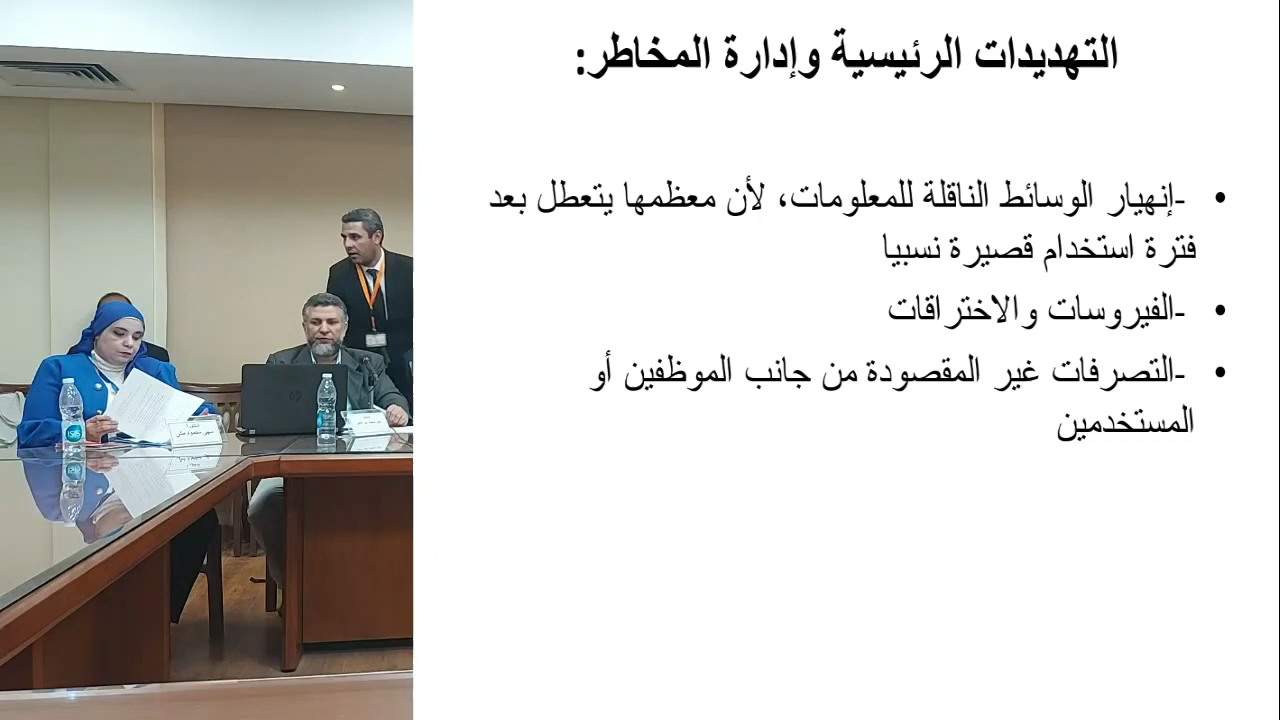 التهديدات الرئيسية وإدارة المخاطر:
• -إنهيار الوسائط الناقلة للمعلومات، لأن معظمها يتعطل بعد
فترة استخدام قصيرة نسبيا
• -الفيروسات والاختراقات
• -التصرفات غير المقصودة من جانب الموظفين أو
المستخدمين
hp